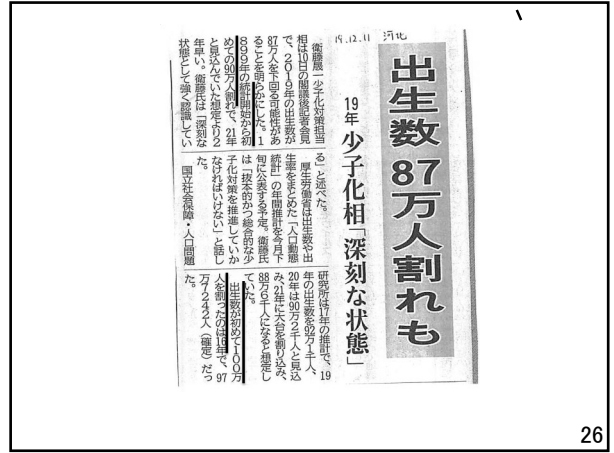 19.12.11 河北
出生数 87万人割れも
19年 少子化相「深刻な状態」
衛藤晟一少子化対策担当
相は10日の閣議後記者会見
で、2019年の出生数が
87万人を下回る可能性があ
ることを明らかにした。1
899年の統計開始から初
めての90万人割れで、21年
と見込んでいた想定より2
年早い。衛藤氏は「深刻な
状態として強く認識してい
る」と述べた。
厚生労働省は出生数や出
生率をまとめた「人口動態
統計」の年間推計を今月下
旬に公表する予定。衛藤氏
は「抜本的かつ総合的な少
子化対策を推進していか
なければいけない」と話し
た。
国立社会保障・人口問題
研究所は17年の推計で、19
年の出生数を92万1千人、
20年は90万2千人と見込
み、21年に大台を割り込み、
88万6千人になると想定し
ていた。
出生数が初めて100万
人を割ったのは16年で、97
万7242人（確定）だっ
た。
26